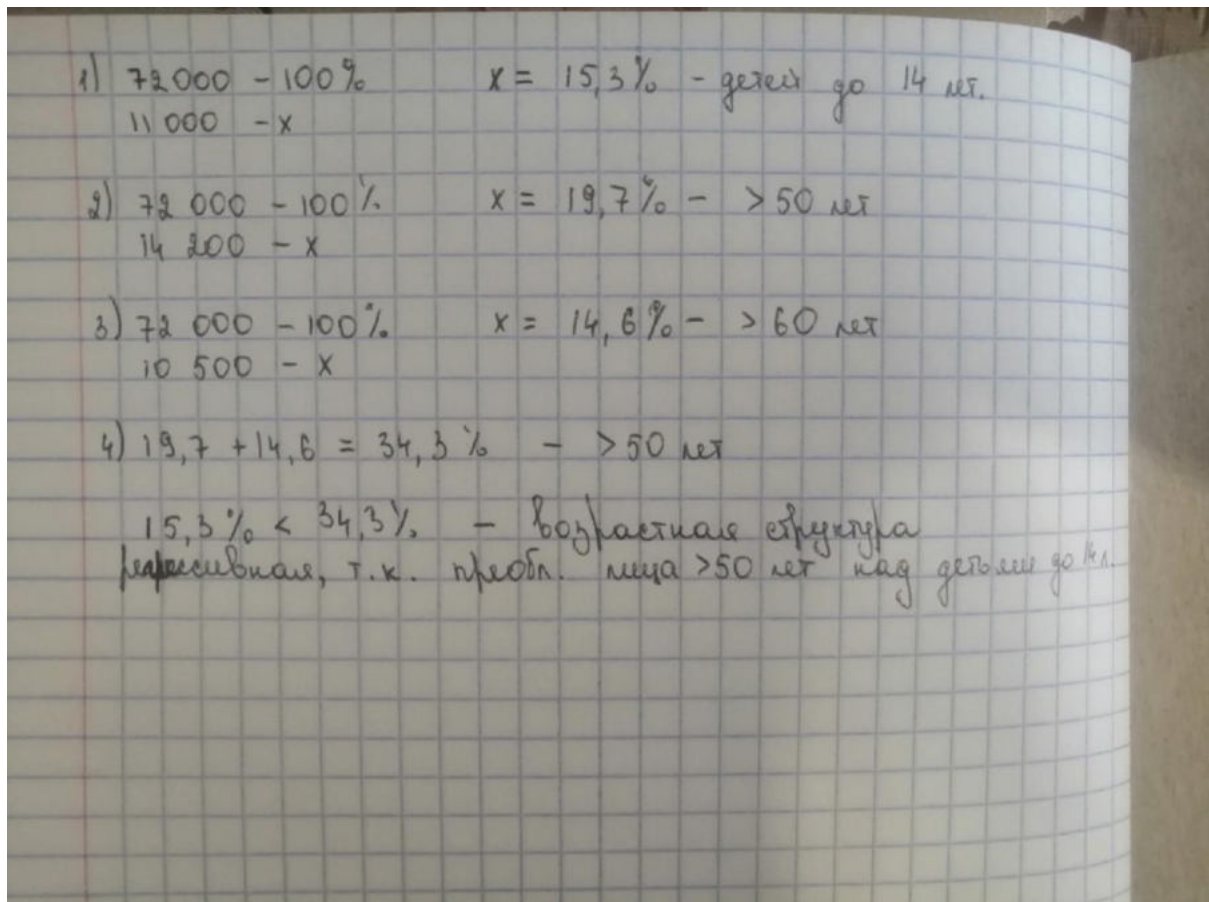 1) 72000 - 100% x = 15,3% - детей до 14 лет.
11 000 - x
2) 72 000 - 100% x = 19,7% - > 50 лет
14 200 - x
3) 72 000 - 100% x = 14,6% - > 60 лет
10 500 - x
4) 19,7 + 14,6 = 34,3 % - > 50 лет
15,3% < 34,3% - возрастная структура
регрессивная, т.к. преобл. лица >50 лет над детьми до 14 л.